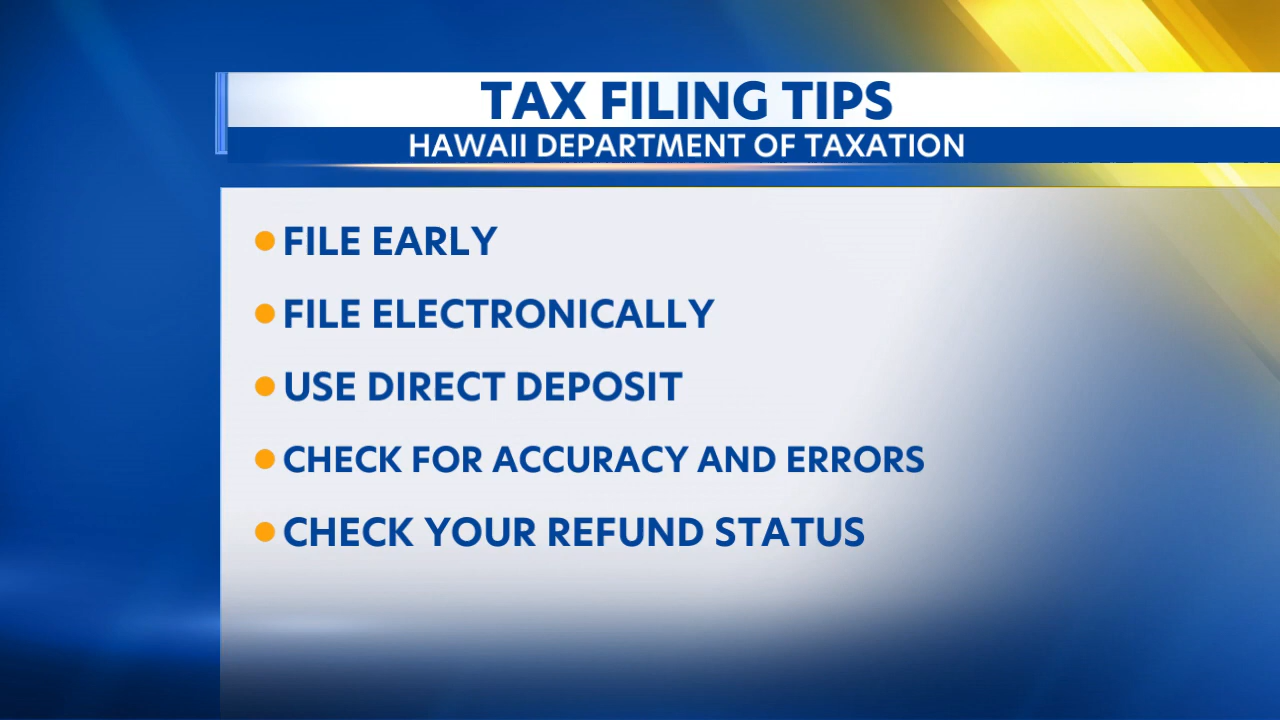 TAX FILING TIPS
HAWAII DEPARTMENT OF TAXATION
FILE EARLY
FILE ELECTRONICALLY
USE DIRECT DEPOSIT
CHECK FOR ACCURACY AND ERRORS
CHECK YOUR REFUND STATUS